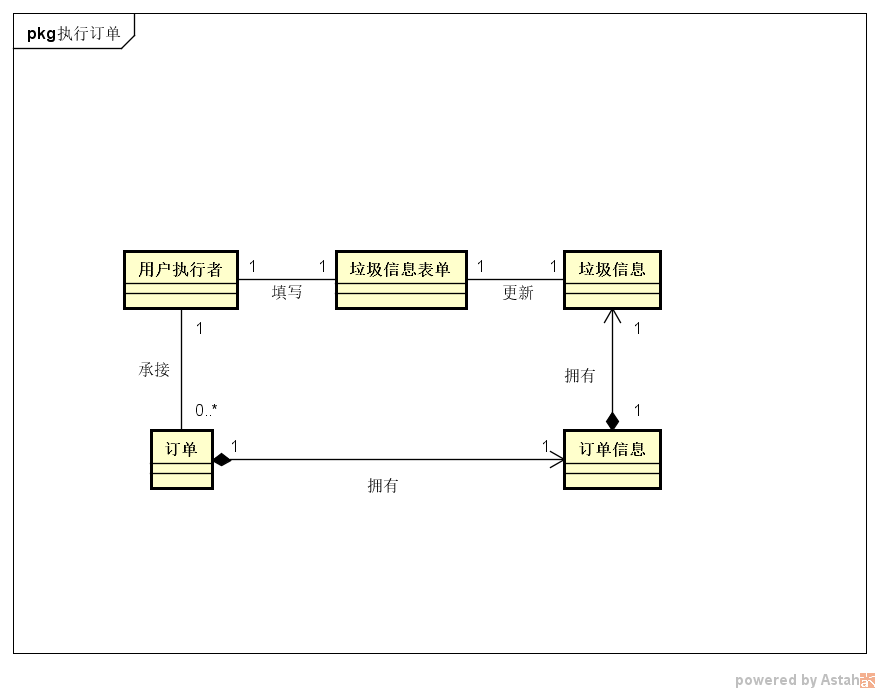 pkg执行订单
用户执行者
1
1
填写
垃圾信息表单
1
1
更新
垃圾信息
1
承接
0..*
1
拥有
1
订单
1
1
拥有
订单信息
powered by Astah